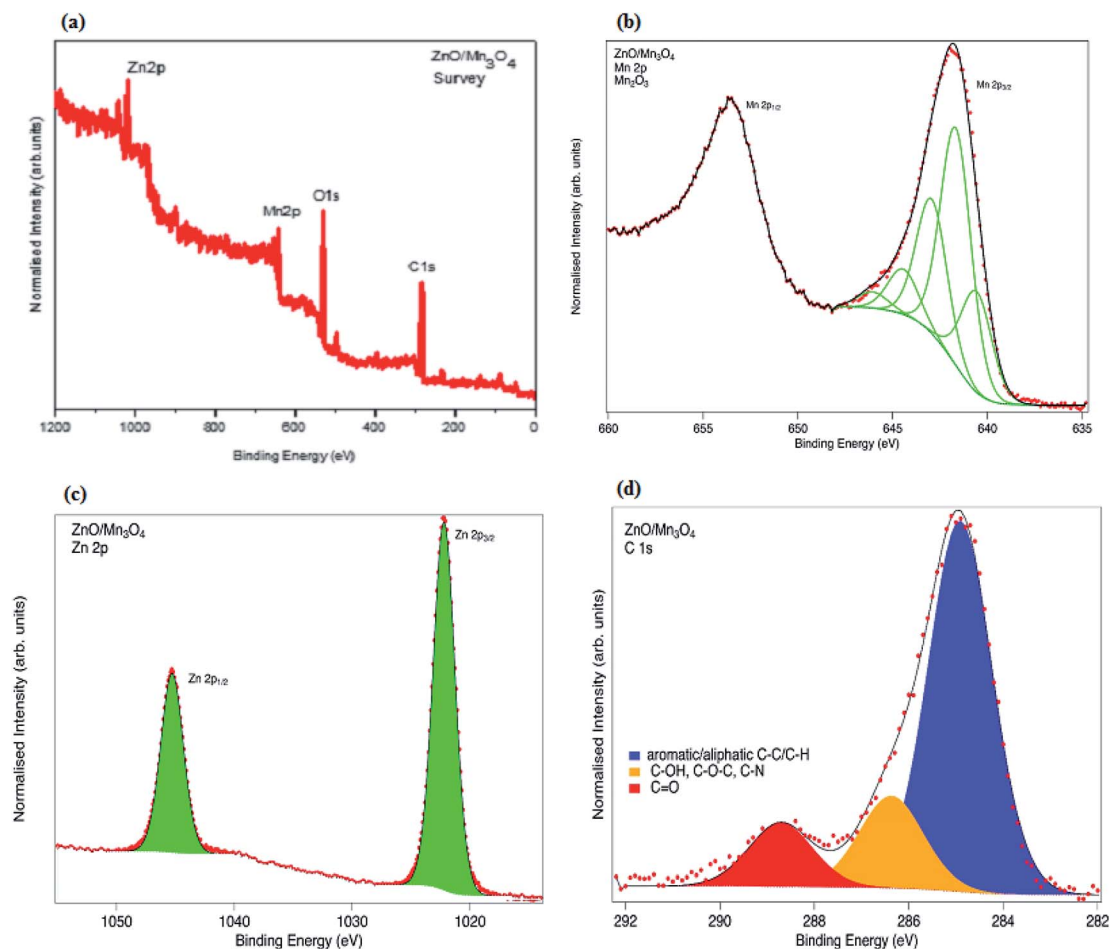 (a)
ZnO/Mn3O4
Survey
Zn2p
Mn2p
O1s
C1s
Normalised Intensity (arb.units)
1200 1000 800 600 400 200 0
Binding Energy (eV)
(b)
ZnO/Mn3O4
Mn 2p
Mn2O3
Mn 2p1/2
Mn 2p3/2
Normalised Intensity (arb. units)
660 655 650 645 640 635
Binding Energy (eV)
(c)
ZnO/Mn3O4
Zn 2p
Zn 2p3/2
Zn 2p1/2
Normalised Intensity (arb. units)
1050 1040 1030 1020
Binding Energy (eV)
(d)
ZnO/Mn3O4
C 1s
aromatic/aliphatic C-C/C-H
C-OH, C-O-C, C-N
C=O
Normalised Intensity (arb. units)
292 290 288 286 284 282
Binding Energy (eV)